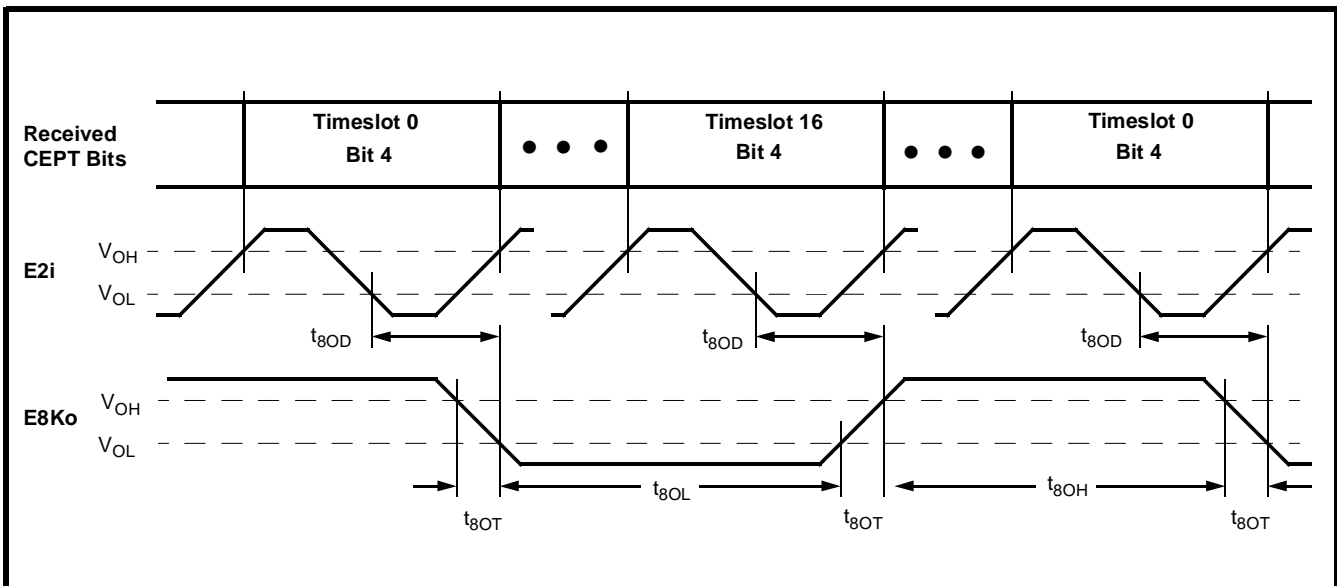 Received
CEPT Bits
Timeslot 0
Bit 4
• • •
Timeslot 16
Bit 4
• • •
Timeslot 0
Bit 4
E2i
VOH
VOL
t8OD
t8OD
t8OD
E8Ko
VOH
VOL
t8OT
t8OL
t8OT
t8OH
t8OT